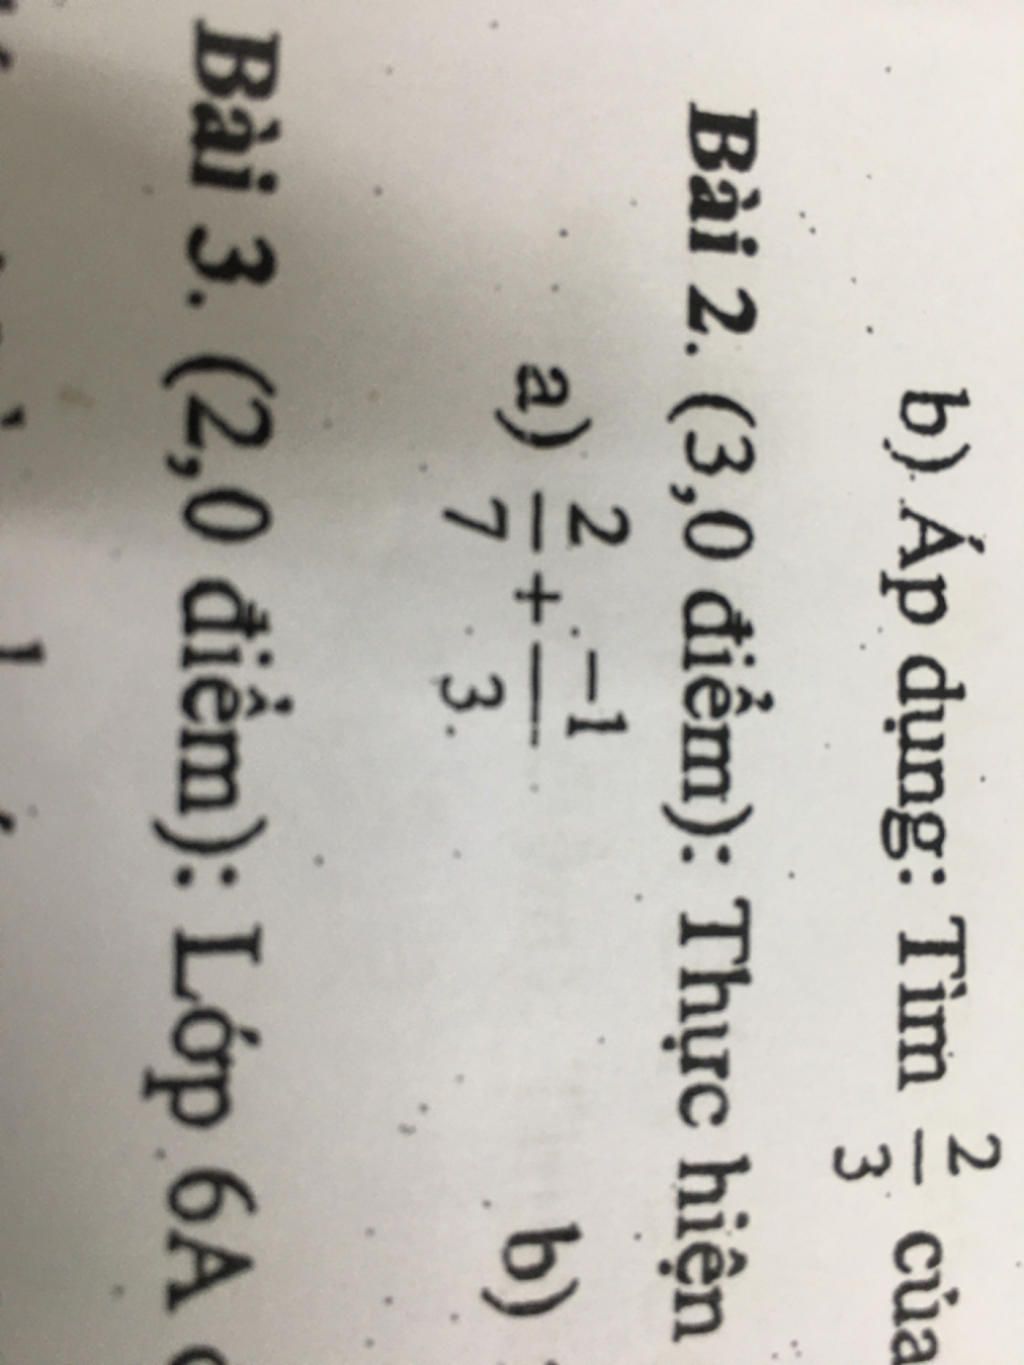 b) Áp dụng: Tìm 2/3 của
Bài 2. (3,0 điểm): Thực hiện
a) 2/7 + -1/3 b)
Bài 3. (2,0 điểm): Lớp 6A